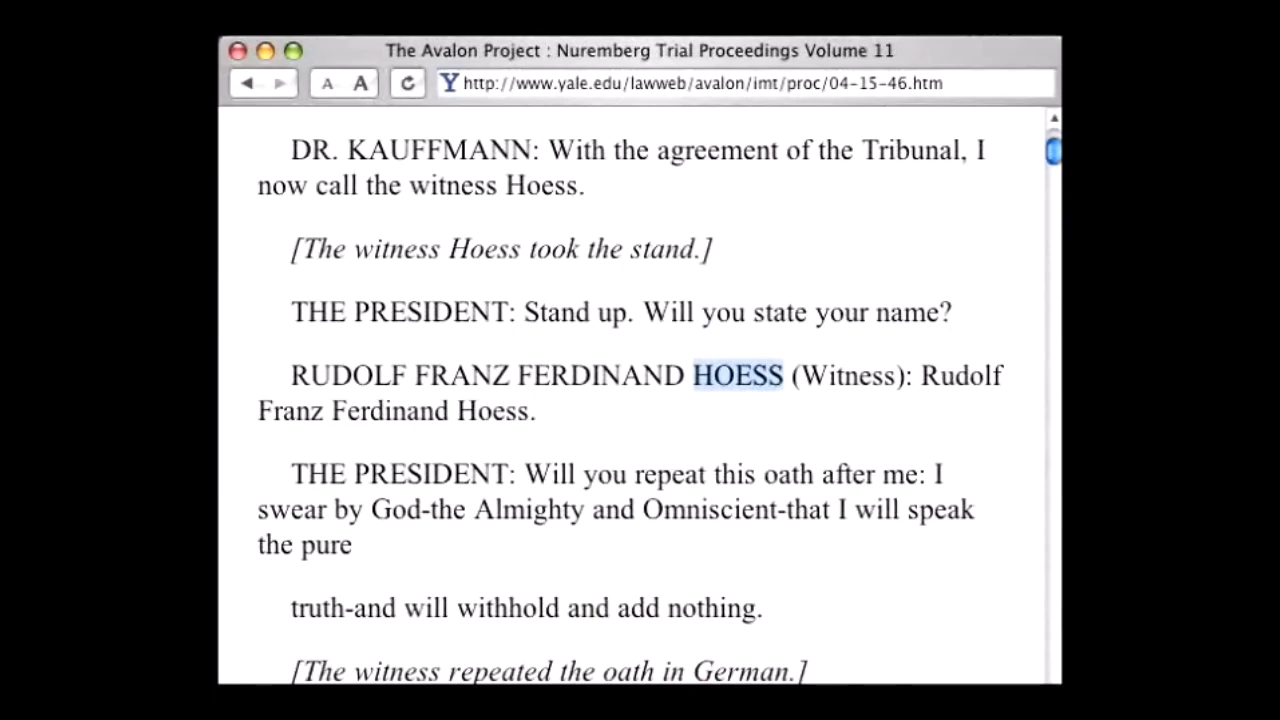 The Avalon Project : Nuremberg Trial Proceedings Volume 11
A A Y http://www.yale.edu/lawweb/avalon/imt/proc/04-15-46.htm
DR. KAUFFMANN: With the agreement of the Tribunal, I
now call the witness Hoess.
[The witness Hoess took the stand.]
THE PRESIDENT: Stand up. Will you state your name?
RUDOLF FRANZ FERDINAND HOESS (Witness): Rudolf
Franz Ferdinand Hoess.
THE PRESIDENT: Will you repeat this oath after me: I
swear by God-the Almighty and Omniscient-that I will speak
the pure
truth-and will withhold and add nothing.
[The witness repeated the oath in German.]